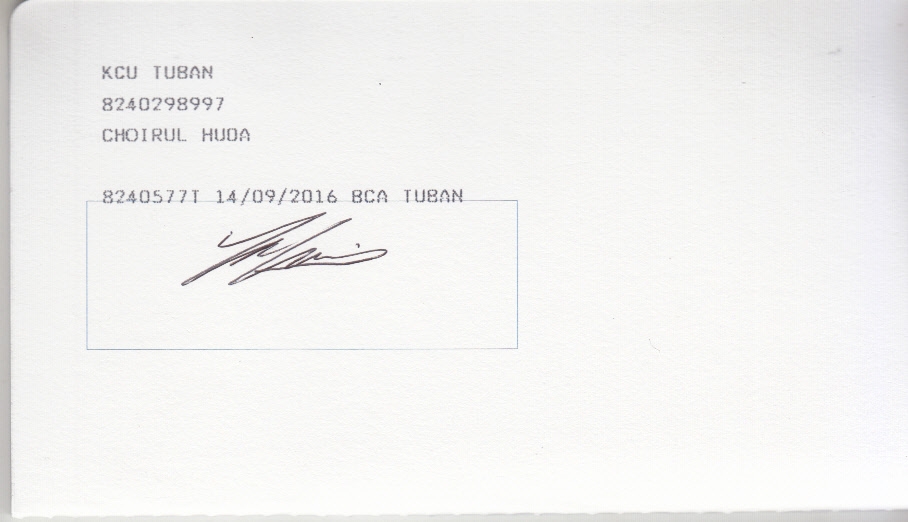 KCU TUBAN
8240298997
CHOIRUL HUDA
8240577T 14/09/2016 BCA TUBAN